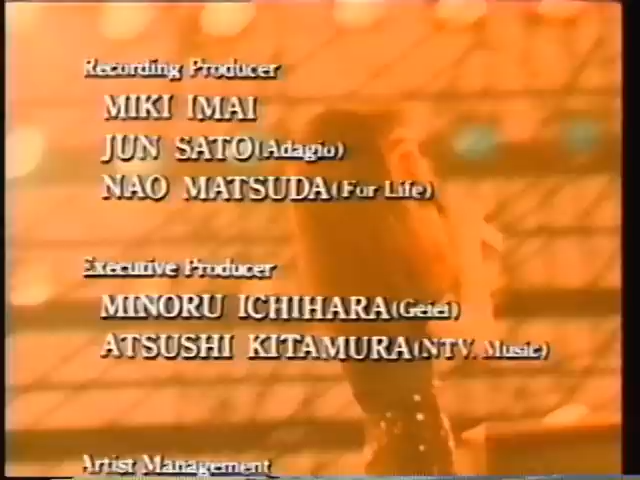 Recording Producer
MIKI IMAI
JUN SATO(Adagio)
NAO MATSUDA(For Life)
Executive Producer
MINORU ICHIHARA(Geiei)
ATSUSHI KITAMURA(NTV. Music)
Artist Management